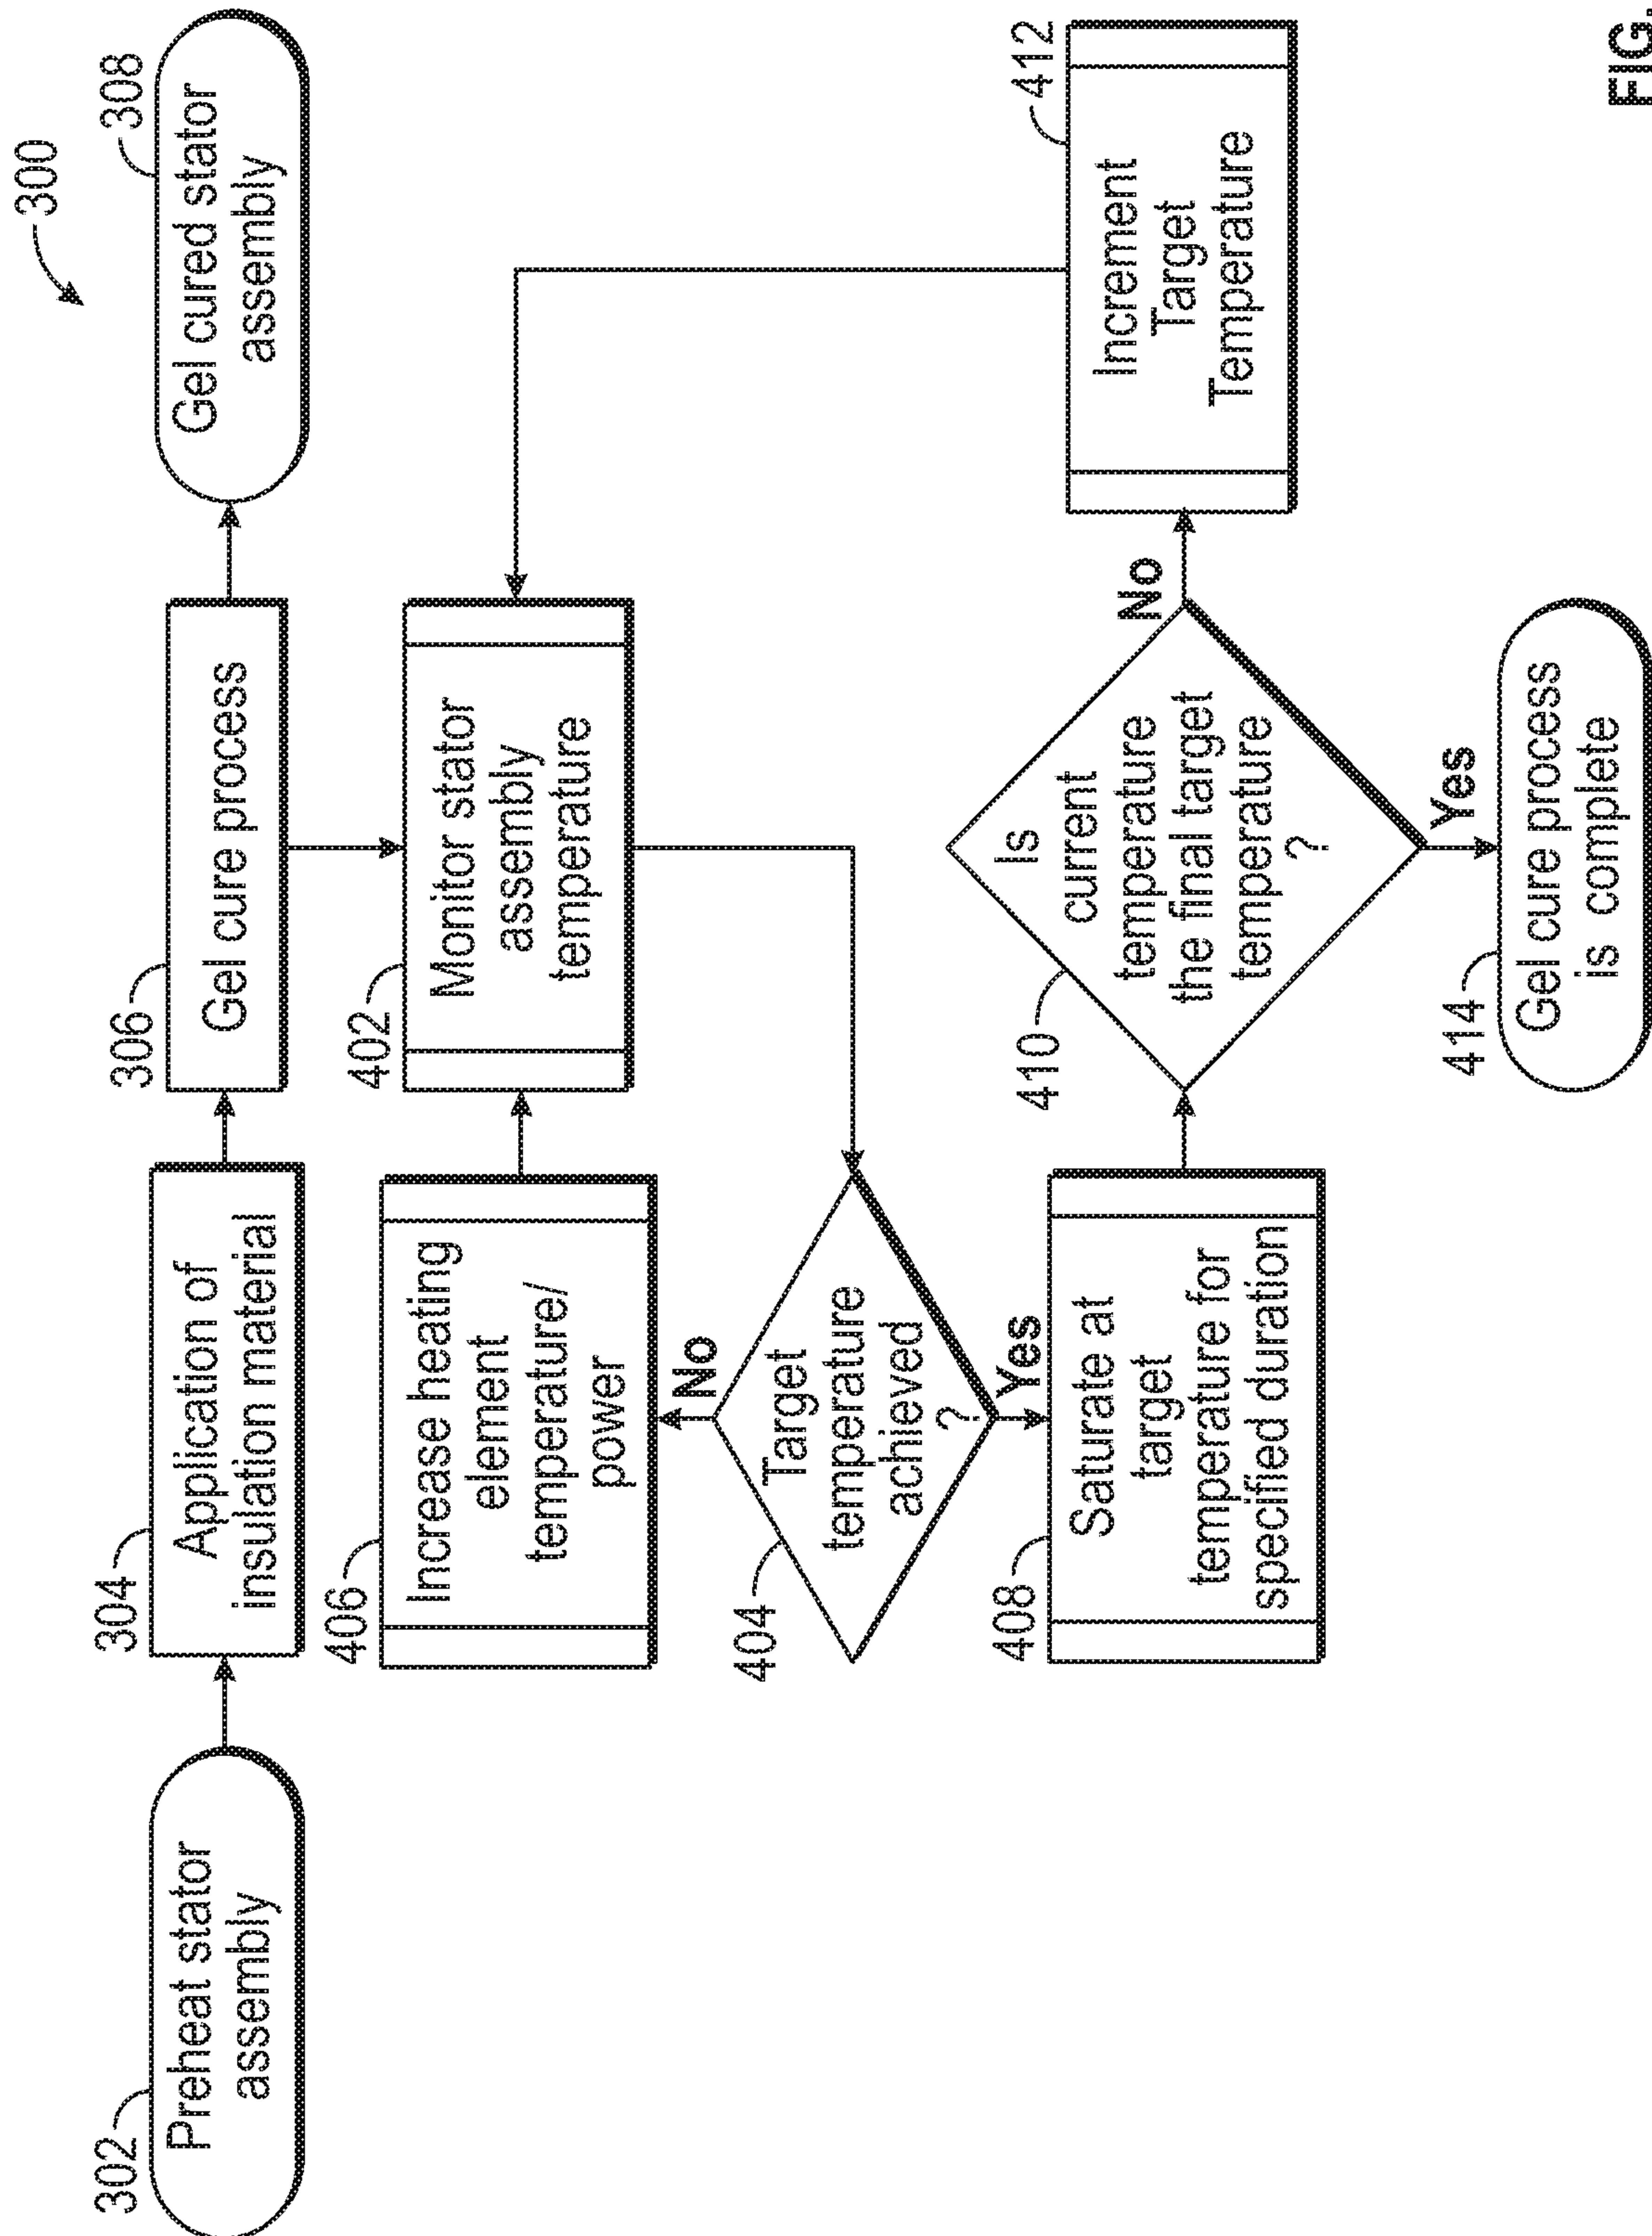 300
302
Preheat stator
assembly
304
Application of
insulation material
306
Gel cure process
308
Gel cured stator
assembly
406
Increase heating
element
temperature/
power
402
Monitor stator
assembly
temperature
No
404
Target
temperature
achieved
?
Yes
408
Saturate at
target
temperature for
specified duration
410
Is
current
temperature
the final target
temperature
?
No
412
Increment
Target
Temperature
Yes
414
Gel cure process
is complete
FIG.